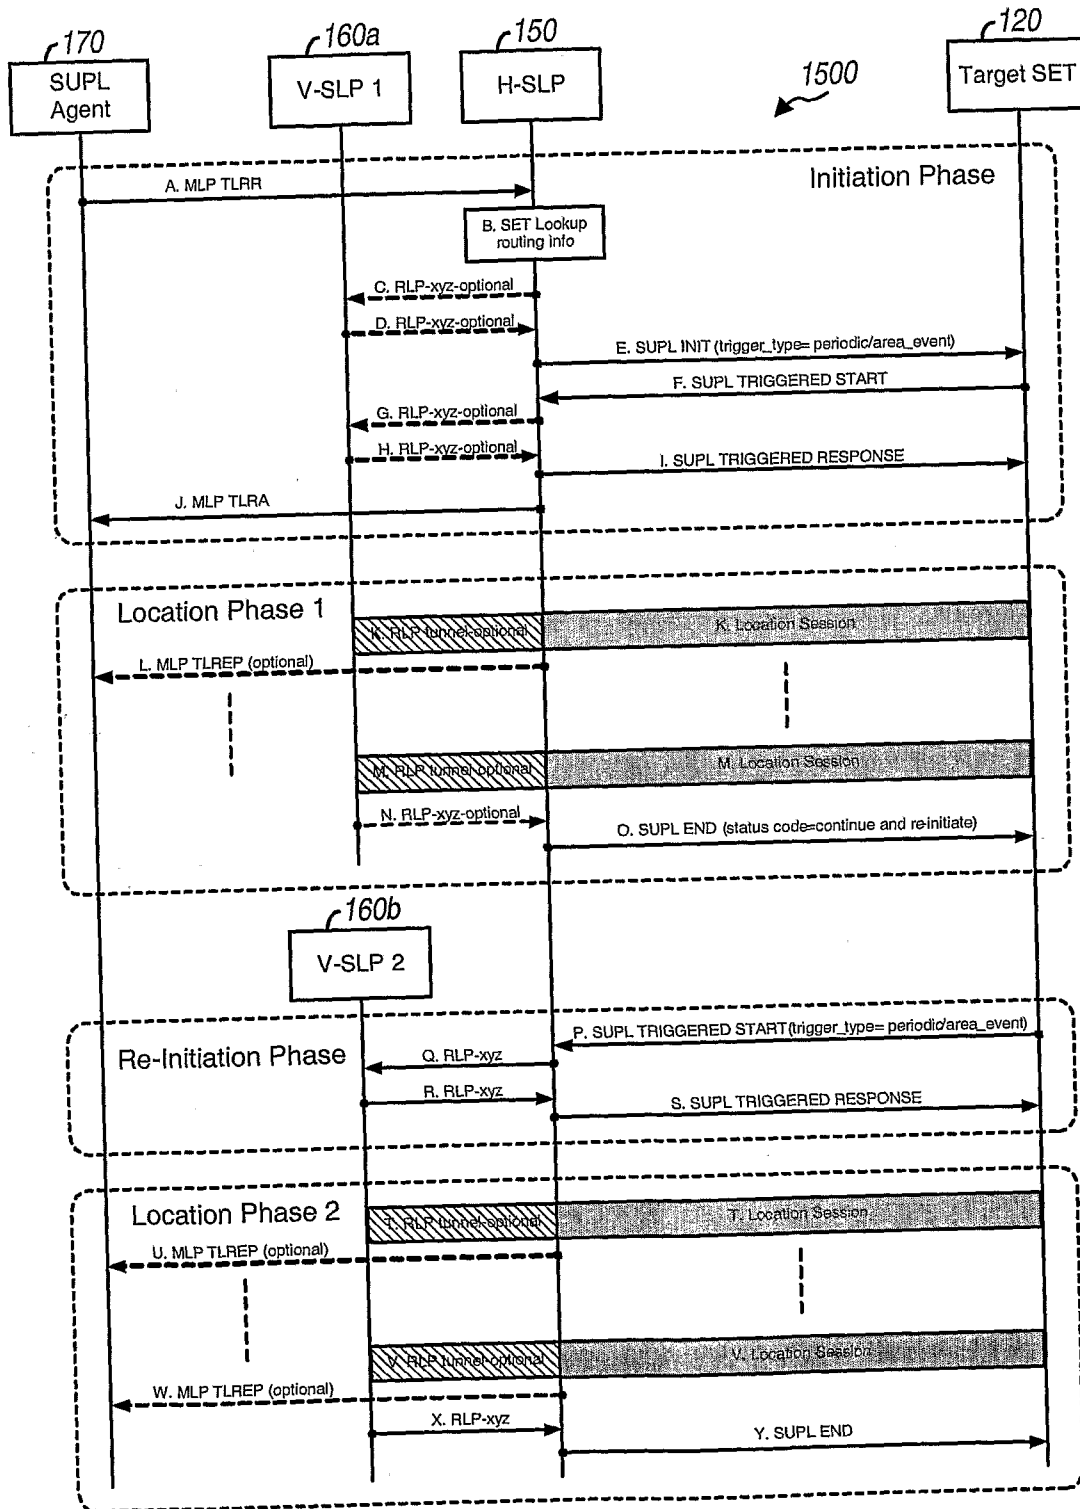 170
160a
150
120
SUPL
Agent
V-SLP 1
H-SLP
1500
Target SET
Initiation Phase
A. MLP TLRR
B. SET Lookup
routing info
C. RLP-xyz-optional
D. RLP-xyz-optional
E. SUPL INIT (trigger_type= periodic/area_event)
F. SUPL TRIGGERED START
G. RLP-xyz-optional
H. RLP-xyz-optional
I. SUPL TRIGGERED RESPONSE
J. MLP TLRA
Location Phase 1
K. RLP tunnel-optional
K. Location Session
L. MLP TLREP (optional)
M. RLP tunnel-optional
M. Location Session
N. RLP-xyz-optional
O. SUPL END (status code=continue and re-initiate)
160b
V-SLP 2
Re-Initiation Phase
P. SUPL TRIGGERED START(trigger_type= periodic/area_event)
Q. RLP-xyz
R. RLP-xyz
S. SUPL TRIGGERED RESPONSE
Location Phase 2
T. RLP tunnel-optional
T. Location Session
U. MLP TLREP (optional)
V. RLP tunnel-optional
V. Location Session
W. MLP TLREP (optional)
X. RLP-xyz
Y. SUPL END